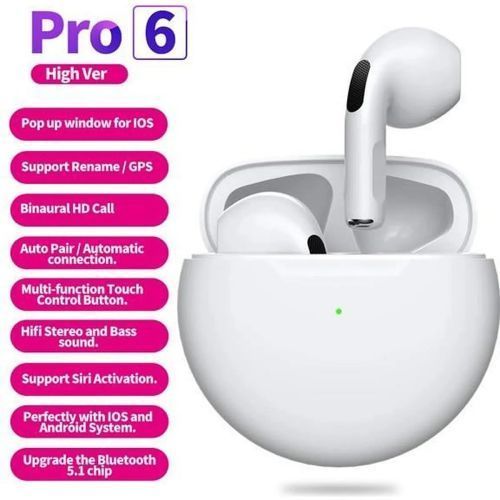 Pro 6
High Ver
Pop up window for IOS
Support Rename / GPS
Binaural HD Call
Auto Pair / Automatic
connection.
Multi-function Touch
Control Button.
Hifi Stereo and Bass
sound.
Support Siri Activation.
Perfectly with IOS and
Android System.
Upgrade the Bluetooth
5.1 chip